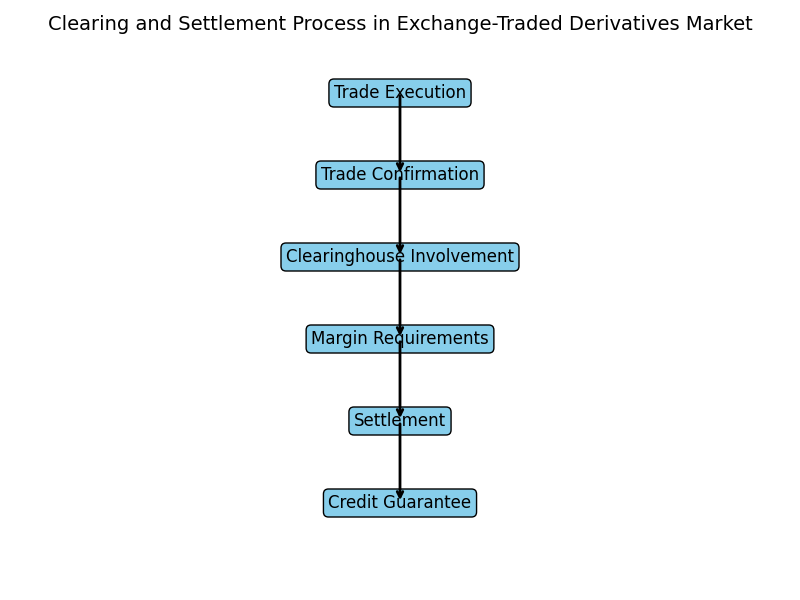 Clearing and Settlement Process in Exchange-Traded Derivatives Market
Trade Execution
Trade Confirmation
Clearinghouse Involvement
Margin Requirements
Settlement
Credit Guarantee